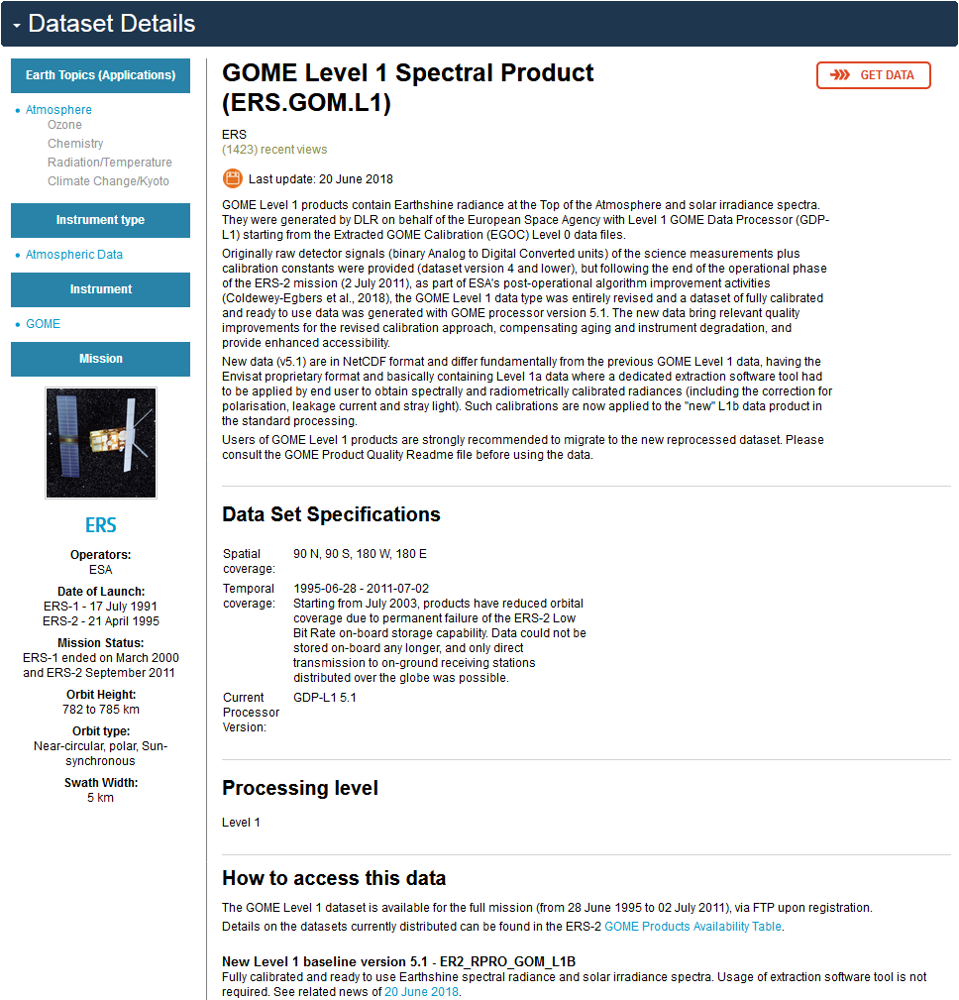 Dataset Details
Earth Topics (Applications)
Atmosphere
Ozone
Chemistry
Radiation/Temperature
Climate Change/Kyoto
Instrument type
Atmospheric Data
Instrument
GOME
Mission
ERS
Operators:
ESA
Date of Launch:
ERS-1 - 17 July 1991
ERS-2 - 21 April 1995
Mission Status:
ERS-1 ended on March 2000
and ERS-2 September 2011
Orbit Height:
782 to 785 km
Orbit type:
Near-circular, polar, Sun-
synchronous
Swath Width:
5 km
GOME Level 1 Spectral Product
(ERS.GOM.L1)
GET DATA
ERS
(1423) recent views
Last update: 20 June 2018
GOME Level 1 products contain Earthshine radiance at the Top of the Atmosphere and solar irradiance spectra.
They were generated by DLR on behalf of the European Space Agency with Level 1 GOME Data Processor (GDP-
L1) starting from the Extracted GOME Calibration (EGOC) Level 0 data files.
Originally raw detector signals (binary Analog to Digital Converted units) of the science measurements plus
calibration constants were provided (dataset version 4 and lower), but following the end of the operational phase
of the ERS-2 mission (2 July 2011), as part of ESA's post-operational algorithm improvement activities
(Coldewey-Egbers et al., 2018), the GOME Level 1 data type was entirely revised and a dataset of fully calibrated
and ready to use data was generated with GOME processor version 5.1. The new data bring relevant quality
improvements for the revised calibration approach, compensating aging and instrument degradation, and
provide enhanced accessibility.
New data (v5.1) are in NetCDF format and differ fundamentally from the previous GOME Level 1 data, having the
Envisat proprietary format and basically containing Level 1a data where a dedicated extraction software tool had
to be applied by end user to obtain spectrally and radiometrically calibrated radiances (including the correction for
polarisation, leakage current and stray light). Such calibrations are now applied to the "new" L1b data product in
the standard processing.
Users of GOME Level 1 products are strongly recommended to migrate to the new reprocessed dataset. Please
consult the GOME Product Quality Readme file before using the data.
Data Set Specifications
Spatial coverage: 90 N, 90 S, 180 W, 180 E
Temporal coverage: 1995-06-28 - 2011-07-02
Starting from July 2003, products have reduced orbital
coverage due to permanent failure of the ERS-2 Low
Bit Rate on-board storage capability. Data could not be
stored on-board any longer, and only direct
transmission to on-ground receiving stations
distributed over the globe was possible.
Current Processor Version: GDP-L1 5.1
Processing level
Level 1
How to access this data
The GOME Level 1 dataset is available for the full mission (from 28 June 1995 to 02 July 2011), via FTP upon registration.
Details on the datasets currently distributed can be found in the ERS-2 GOME Products Availability Table.
New Level 1 baseline version 5.1 - ER2_RPRO_GOM_L1B
Fully calibrated and ready to use Earthshine spectral radiance and solar irradiance spectra. Usage of extraction software tool is not
required. See related news of 20 June 2018.